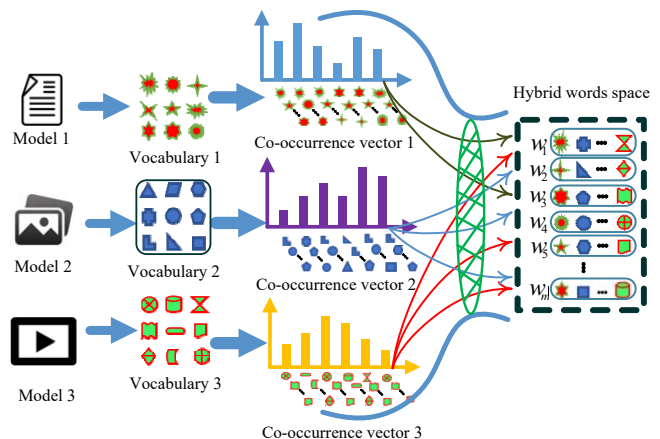 Hybrid words space
Model 1
Vocabulary 1
Co-occurrence vector 1
Model 2
Vocabulary 2
Co-occurrence vector 2
Model 3
Vocabulary 3
Co-occurrence vector 3
w1
w2
w3
w4
w5
wm